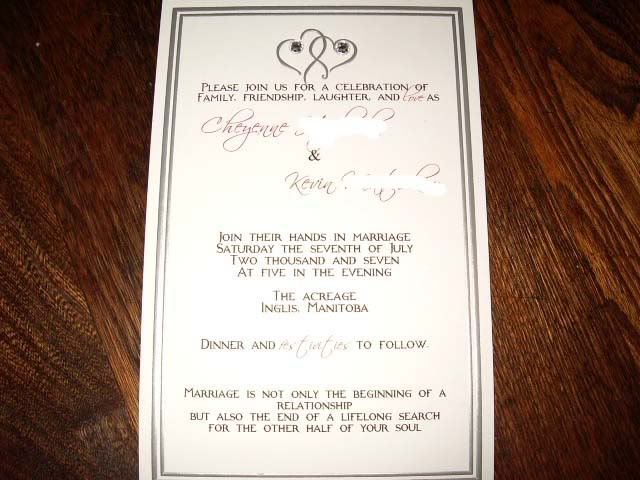 Please join us for a celebration of
Family, friendship, laughter, and love as
Cheyenne
&
Kevin
Join their hands in marriage
Saturday the seventh of July
Two thousand and seven
At five in the evening
The acreage
Inglis, Manitoba
Dinner and festivities to follow.
Marriage is not only the beginning of a
relationship
but also the end of a lifelong search
for the other half of your soul